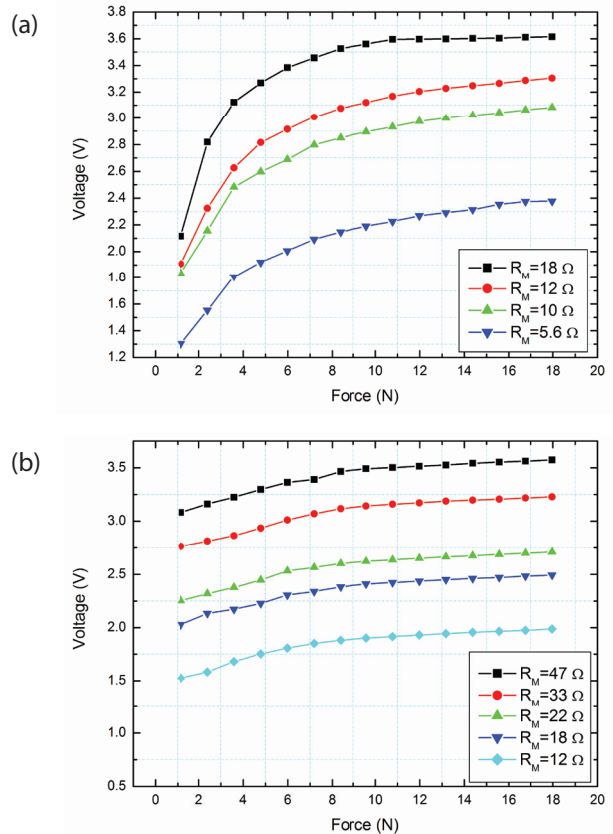 (a)
3.8
3.6
3.4
3.2
3.0
2.8
2.6
2.4
2.2
2.0
1.8
1.6
1.4
1.2
Voltage (V)
R_M=18 Ω
R_M=12 Ω
R_M=10 Ω
R_M=5.6 Ω
0 2 4 6 8 10 12 14 16 18 20
Force (N)
(b)
3.5
3.0
2.5
2.0
1.5
1.0
0.5
Voltage (V)
R_M=47 Ω
R_M=33 Ω
R_M=22 Ω
R_M=18 Ω
R_M=12 Ω
0 2 4 6 8 10 12 14 16 18 20
Force (N)